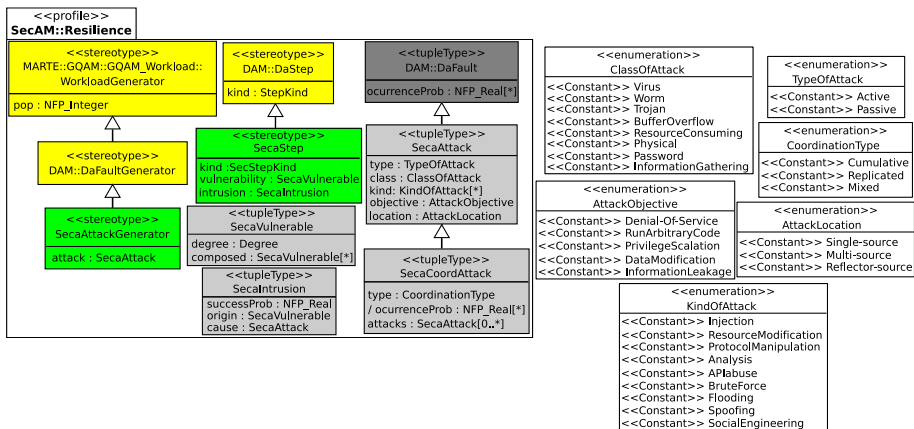 <<profile>>
SecAM::Resilience
<<stereotype>>
MARTE::GQAM::GQAM_Workload::
WorkloadGenerator
pop : NFP_Integer
<<stereotype>>
DAM::DaFaultGenerator
<<stereotype>>
SecaAttackGenerator
attack : SecaAttack
<<stereotype>>
DAM::DaStep
kind : StepKind
<<stereotype>>
SecaStep
kind :SecStepKind
vulnerability : SecaVulnerable
intrusion : SecaIntrusion
<<tupleType>>
SecaVulnerable
degree : Degree
composed : SecaVulnerable[*]
<<tupleType>>
SecaIntrusion
successProb : NFP_Real
origin : SecaVulnerable
cause : SecaAttack
<<tupleType>>
DAM::DaFault
ocurrenceProb : NFP_Real[*]
<<tupleType>>
SecaAttack
type : TypeOfAttack
class : ClassOfAttack
kind: KindOfAttack[*]
objective : AttackObjective
location : AttackLocation
<<tupleType>>
SecaCoordAttack
type : CoordinationType
/ ocurrenceProb : NFP_Real[*]
attacks : SecaAttack[0..*]
<<enumeration>>
ClassOfAttack
<<Constant>> Virus
<<Constant>> Worm
<<Constant>> Trojan
<<Constant>> BufferOverflow
<<Constant>> ResourceConsuming
<<Constant>> Physical
<<Constant>> Password
<<Constant>> InformationGathering
<<enumeration>>
TypeOfAttack
<<Constant>> Active
<<Constant>> Passive
<<enumeration>>
CoordinationType
<<Constant>> Cumulative
<<Constant>> Replicated
<<Constant>> Mixed
<<enumeration>>
AttackObjective
<<Constant>> Denial-Of-Service
<<Constant>> RunArbitraryCode
<<Constant>> PrivilegeScalation
<<Constant>> DataModification
<<Constant>> InformationLeakage
<<enumeration>>
AttackLocation
<<Constant>> Single-source
<<Constant>> Multi-source
<<Constant>> Reflector-source
<<enumeration>>
KindOfAttack
<<Constant>> Injection
<<Constant>> ResourceModification
<<Constant>> ProtocolManipulation
<<Constant>> Analysis
<<Constant>> APIabuse
<<Constant>> BruteForce
<<Constant>> Flooding
<<Constant>> Spoofing
<<Constant>> SocialEngineering